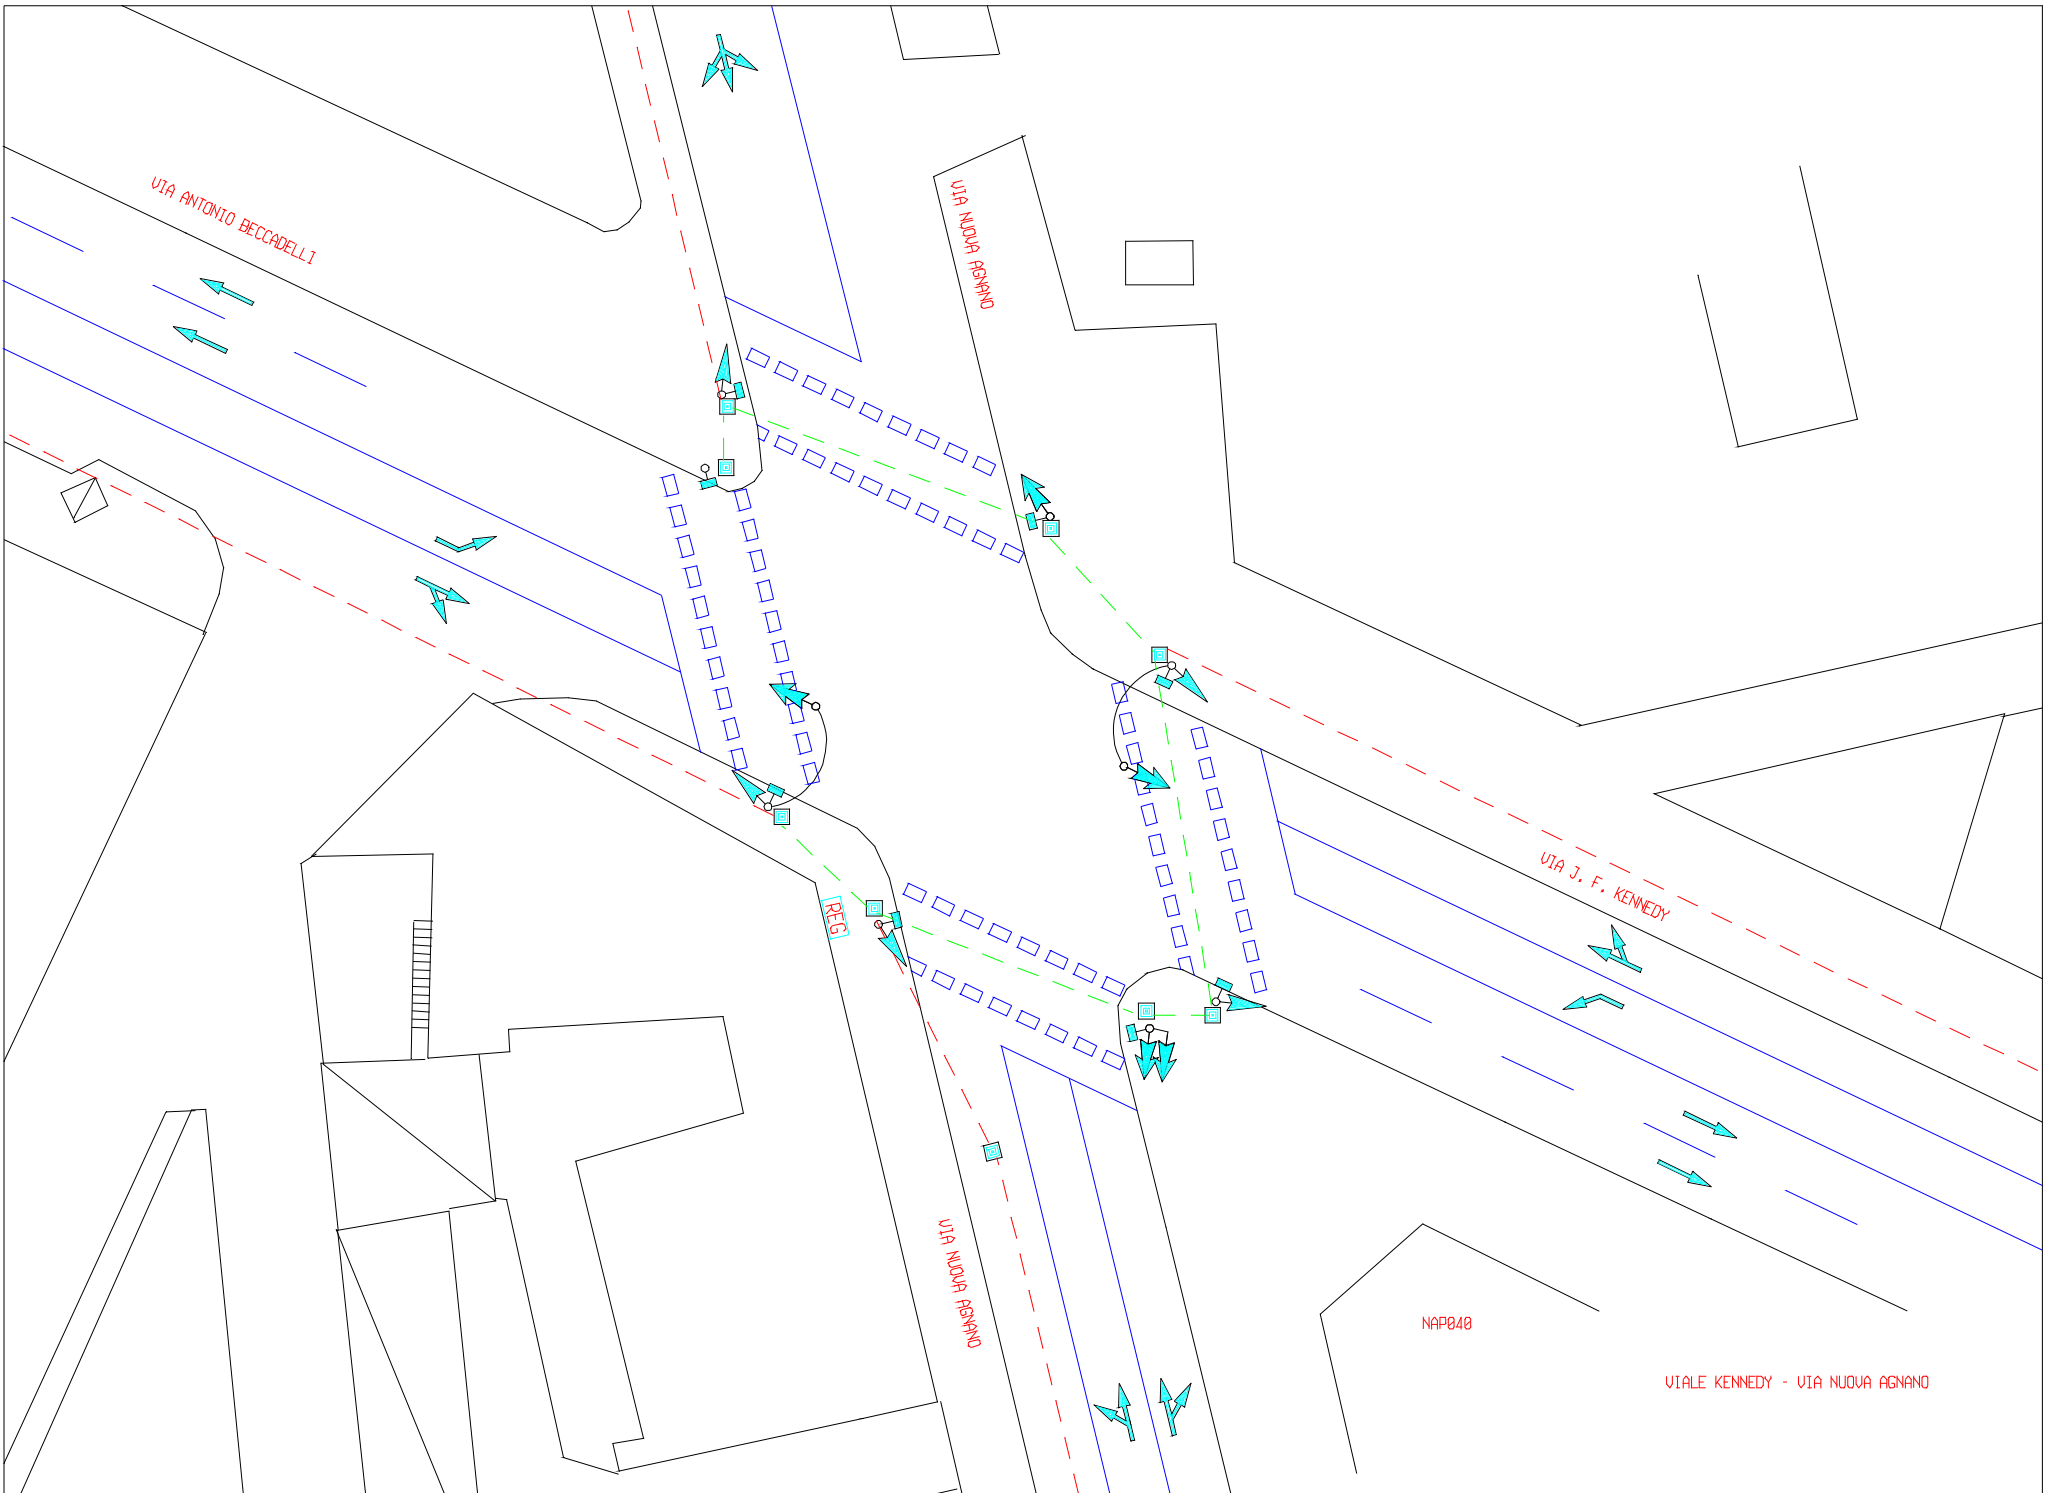 VIA ANTONIO BECCADELLI
VIA NUOVA AGNANO
VIA J. F. KENNEDY
REG
VIA NUOVA AGNANO
NAP040
VIALE KENNEDY - VIA NUOVA AGNANO